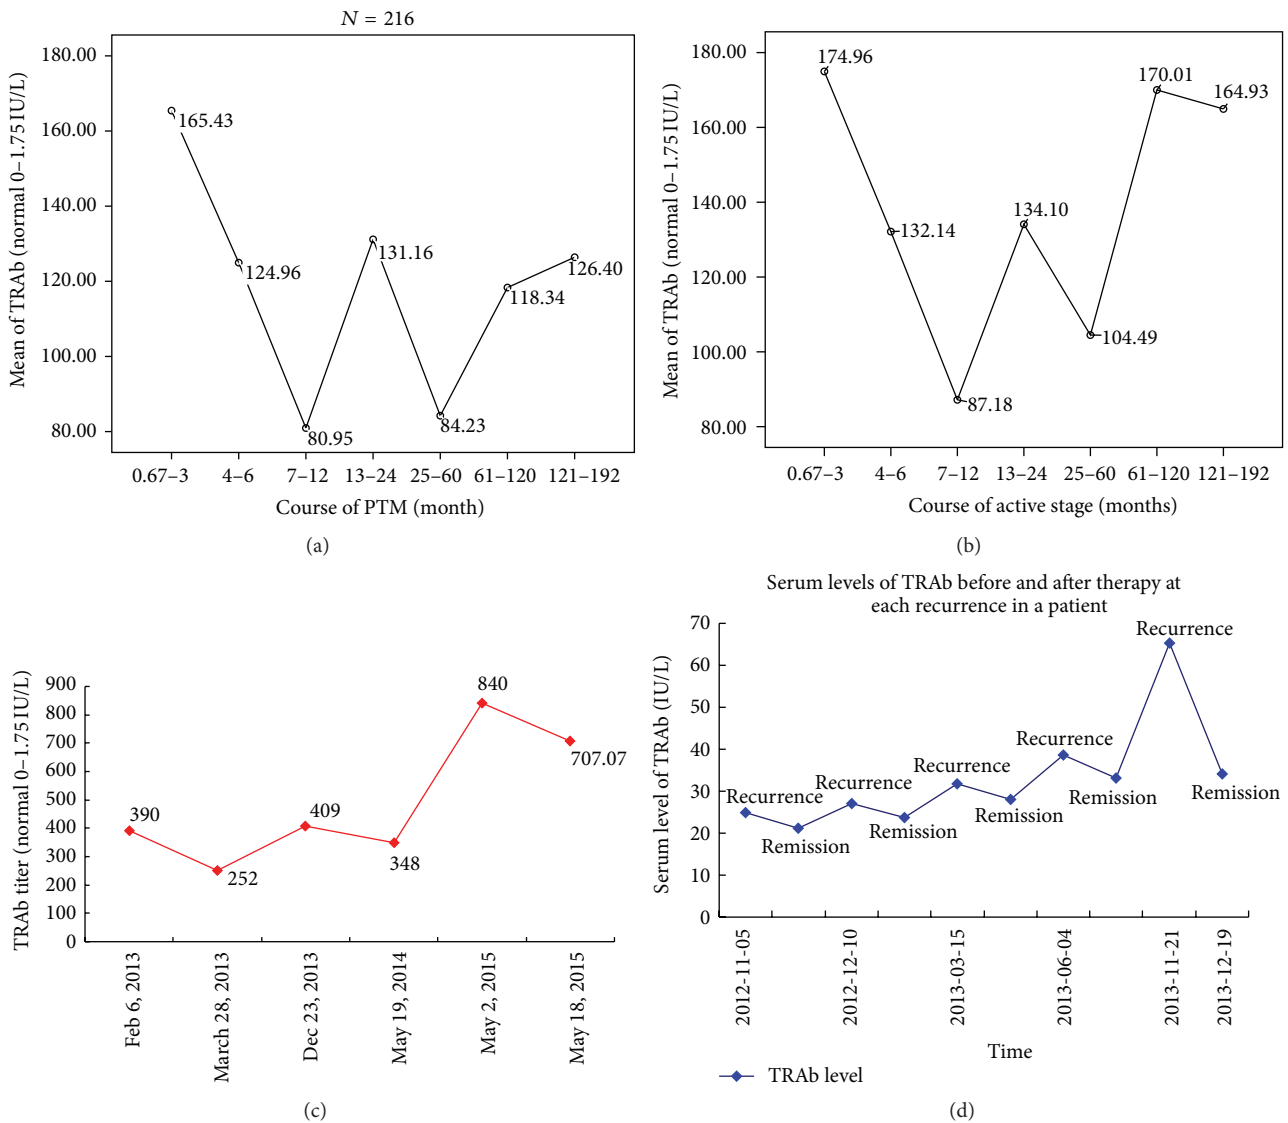 N = 216
Mean of TRAb (normal 0–1.75 IU/L)
180.00
160.00
140.00
120.00
100.00
80.00
165.43
124.96
80.95
131.16
84.23
118.34
126.40
0.67–3 4–6 7–12 13–24 25–60 61–120 121–192
Course of PTM (month)
(a)
Mean of TRAb (normal 0–1.75 IU/L)
180.00
160.00
140.00
120.00
100.00
80.00
174.96
132.14
87.18
134.10
104.49
170.01
164.93
0.67–3 4–6 7–12 13–24 25–60 61–120 121–192
Course of active stage (months)
(b)
TRAb titer (normal 0–1.75 IU/L)
900
800
700
600
500
400
300
200
100
0
390
252
409
348
840
707.07
Feb 6, 2013
March 28, 2013
Dec 23, 2013
May 19, 2014
May 2, 2015
May 18, 2015
(c)
Serum levels of TRAb before and after therapy at
each recurrence in a patient
Serum level of TRAb (IU/L)
70
60
50
40
30
20
10
0
Recurrence
Remission
Recurrence
Remission
Recurrence
Remission
Recurrence
Remission
Recurrence
Remission
2012-11-05
2012-12-10
2013-03-15
2013-06-04
2013-11-21
2013-12-19
Time
TRAb level
(d)